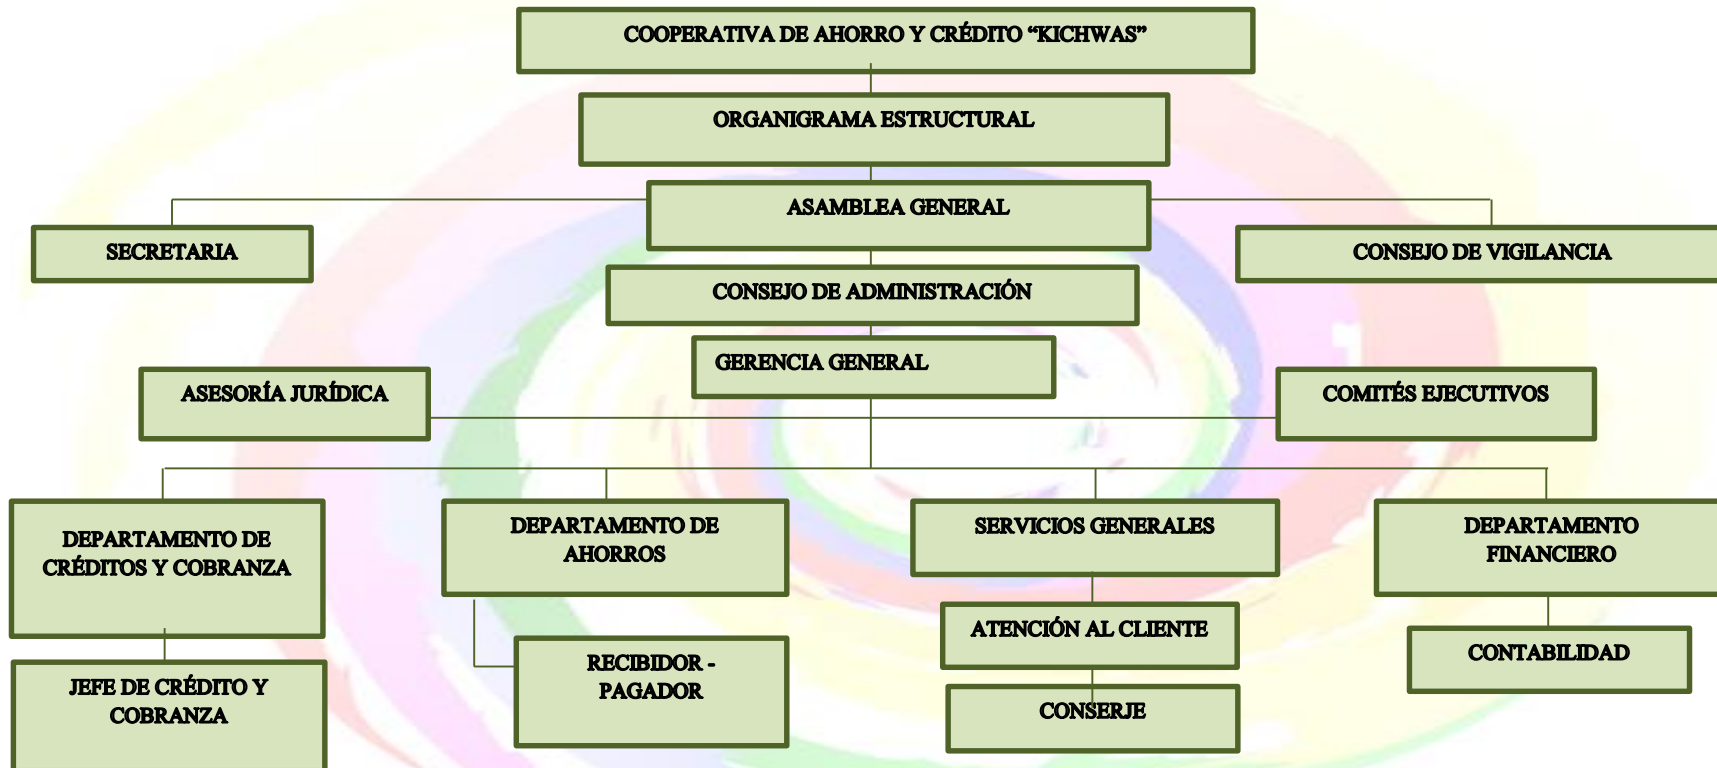 COOPERATIVA DE AHORRO Y CRÉDITO “KICHWAS”
ORGANIGRAMA ESTRUCTURAL
ASAMBLEA GENERAL
SECRETARIA
CONSEJO DE VIGILANCIA
CONSEJO DE ADMINISTRACIÓN
GERENCIA GENERAL
ASESORÍA JURÍDICA
COMITÉS EJECUTIVOS
DEPARTAMENTO DE
CRÉDITOS Y COBRANZA
DEPARTAMENTO DE
AHORROS
SERVICIOS GENERALES
DEPARTAMENTO
FINANCIERO
JEFE DE CRÉDITO Y
COBRANZA
RECIBIDOR -
PAGADOR
ATENCIÓN AL CLIENTE
CONSERJE
CONTABILIDAD